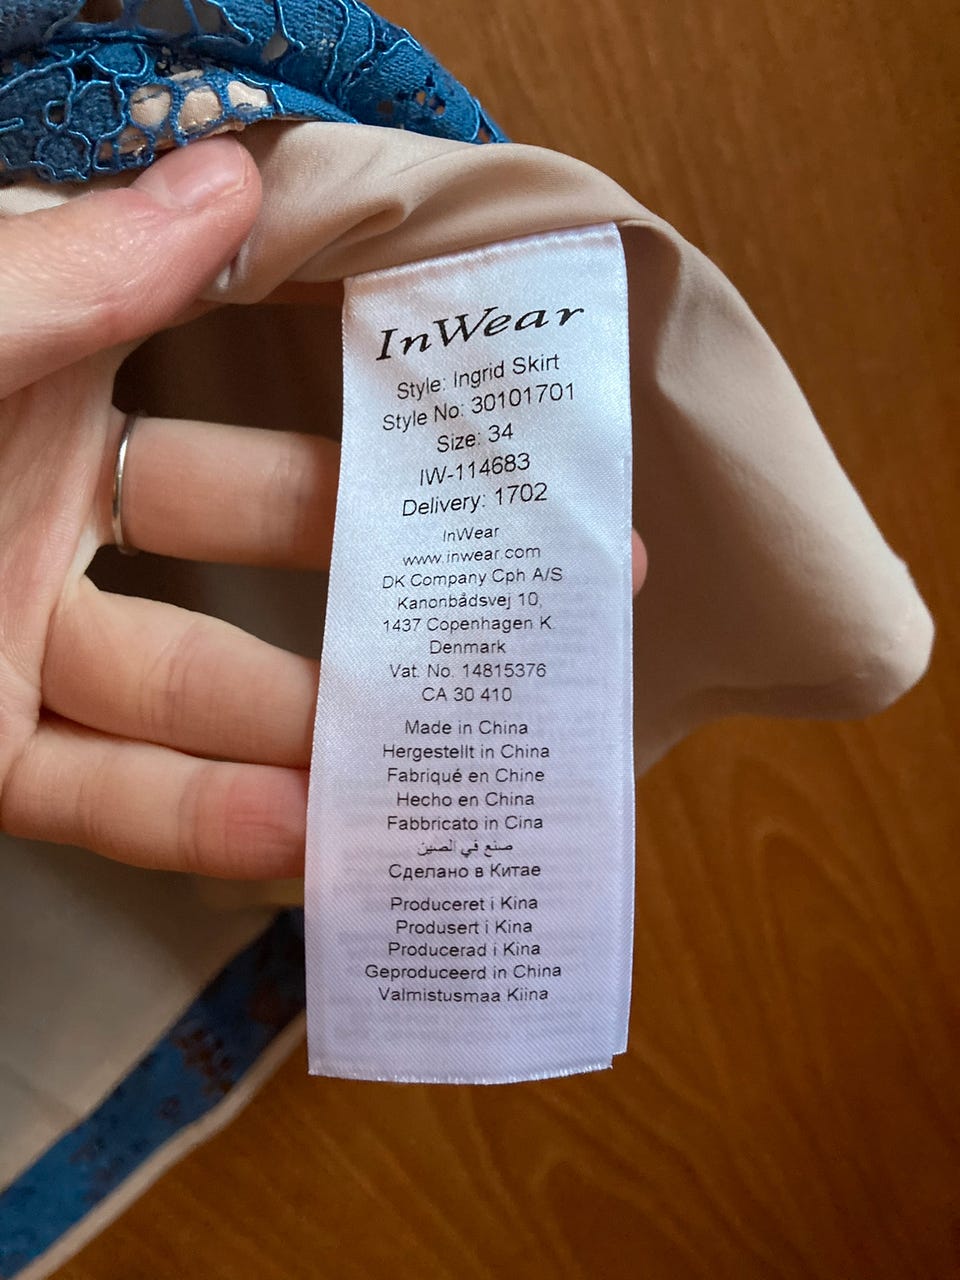 InWear
Style: Ingrid Skirt
Style No: 30101701
Size: 34
IW-114683
Delivery: 1702
InWear
www.inwear.com
DK Company Cph A/S
Kanonbådsvej 10,
1437 Copenhagen K.
Denmark
Vat. No. 14815376
CA 30 410
Made in China
Hergestellt in China
Fabriqué en Chine
Hecho en China
Fabbricato in Cina
صنع في الصين
Сделано в Китае
Produceret i Kina
Produsert i Kina
Producerad i Kina
Geproduceerd in China
Valmistusmaa Kiina